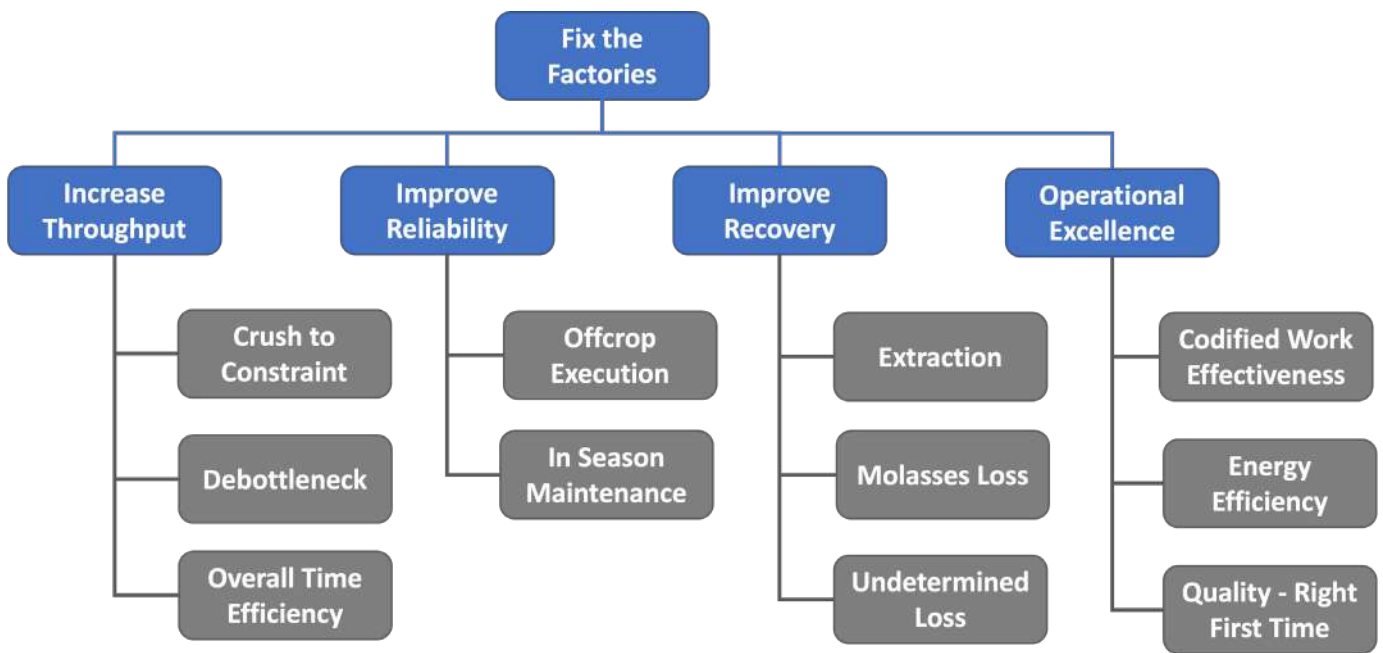 Fix the
Factories
Increase
Throughput
Improve
Reliability
Improve
Recovery
Operational
Excellence
Crush to
Constraint
Debottleneck
Overall Time
Efficiency
Offcrop
Execution
In Season
Maintenance
Extraction
Molasses Loss
Undetermined
Loss
Codified Work
Effectiveness
Energy
Efficiency
Quality - Right
First Time